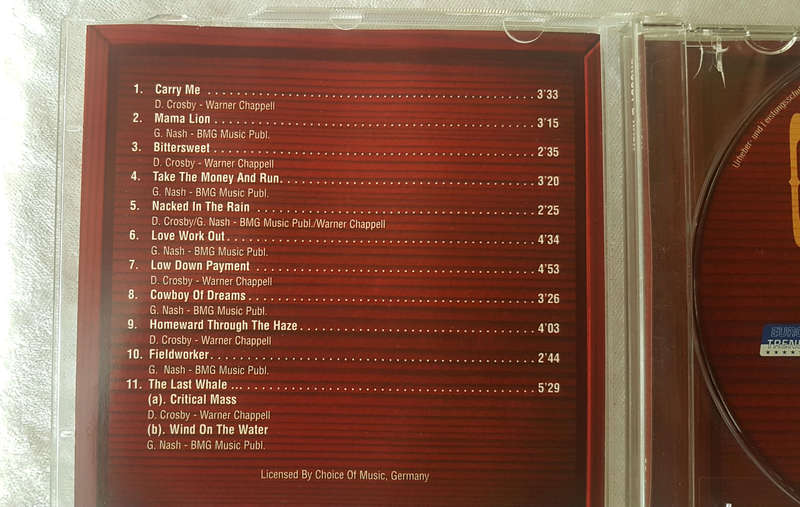 1. Carry Me ........................................ 3'33
D. Crosby - Warner Chappell
2. Mama Lion ........................................ 3'15
G. Nash - BMG Music Publ.
3. Bittersweet ........................................ 2'35
D. Crosby - Warner Chappell
4. Take The Money And Run ........................................ 3'20
G. Nash - BMG Music Publ.
5. Nacked In The Rain ........................................ 2'25
D. Crosby/G. Nash - BMG Music Publ./Warner Chappell
6. Love Work Out ........................................ 4'34
G. Nash - BMG Music Publ.
7. Low Down Payment ........................................ 4'53
D. Crosby - Warner Chappell
8. Cowboy Of Dreams ........................................ 3'26
G. Nash - BMG Music Publ.
9. Homeward Through The Haze ........................................ 4'03
D. Crosby - Warner Chappell
10. Fieldworker ........................................ 2'44
G. Nash - BMG Music Publ.
11. The Last Whale ........................................ 5'29
(a). Critical Mass
D. Crosby - Warner Chappell
(b). Wind On The Water
G. Nash - BMG Music Publ.
Licensed By Choice Of Music, Germany
Urheber- und